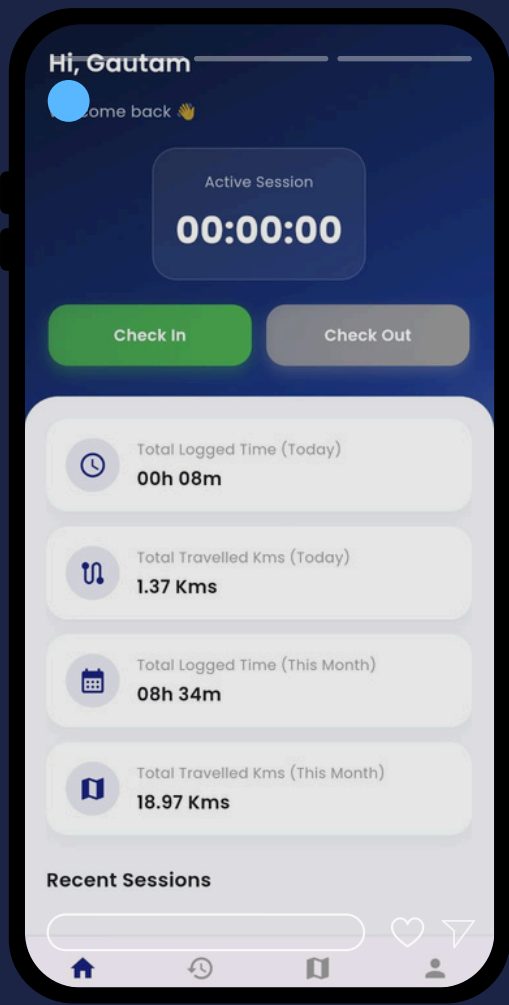 Hi, Gautam
come back 👋
Active Session
00:00:00
Check In
Check Out
Total Logged Time (Today)
00h 08m
Total Travelled Kms (Today)
1.37 Kms
Total Logged Time (This Month)
08h 34m
Total Travelled Kms (This Month)
18.97 Kms
Recent Sessions